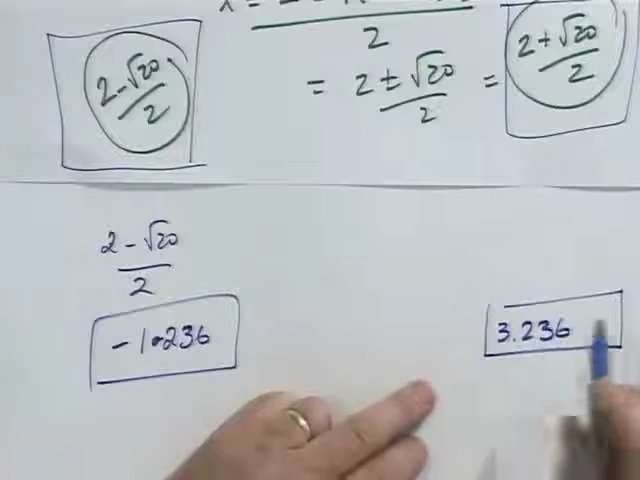 2
= 2 ± √20 / 2 = 2 + √20 / 2
2 - √20 / 2
2 - √20 / 2
-1.236
3.236